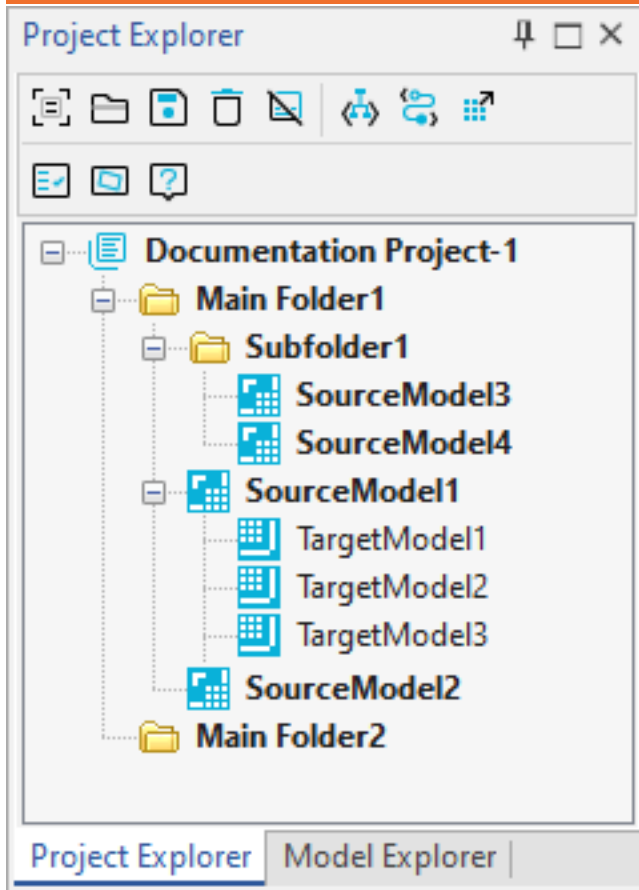 Project Explorer
Documentation Project-1
Main Folder1
Subfolder1
SourceModel3
SourceModel4
SourceModel1
TargetModel1
TargetModel2
TargetModel3
SourceModel2
Main Folder2
Project Explorer Model Explorer